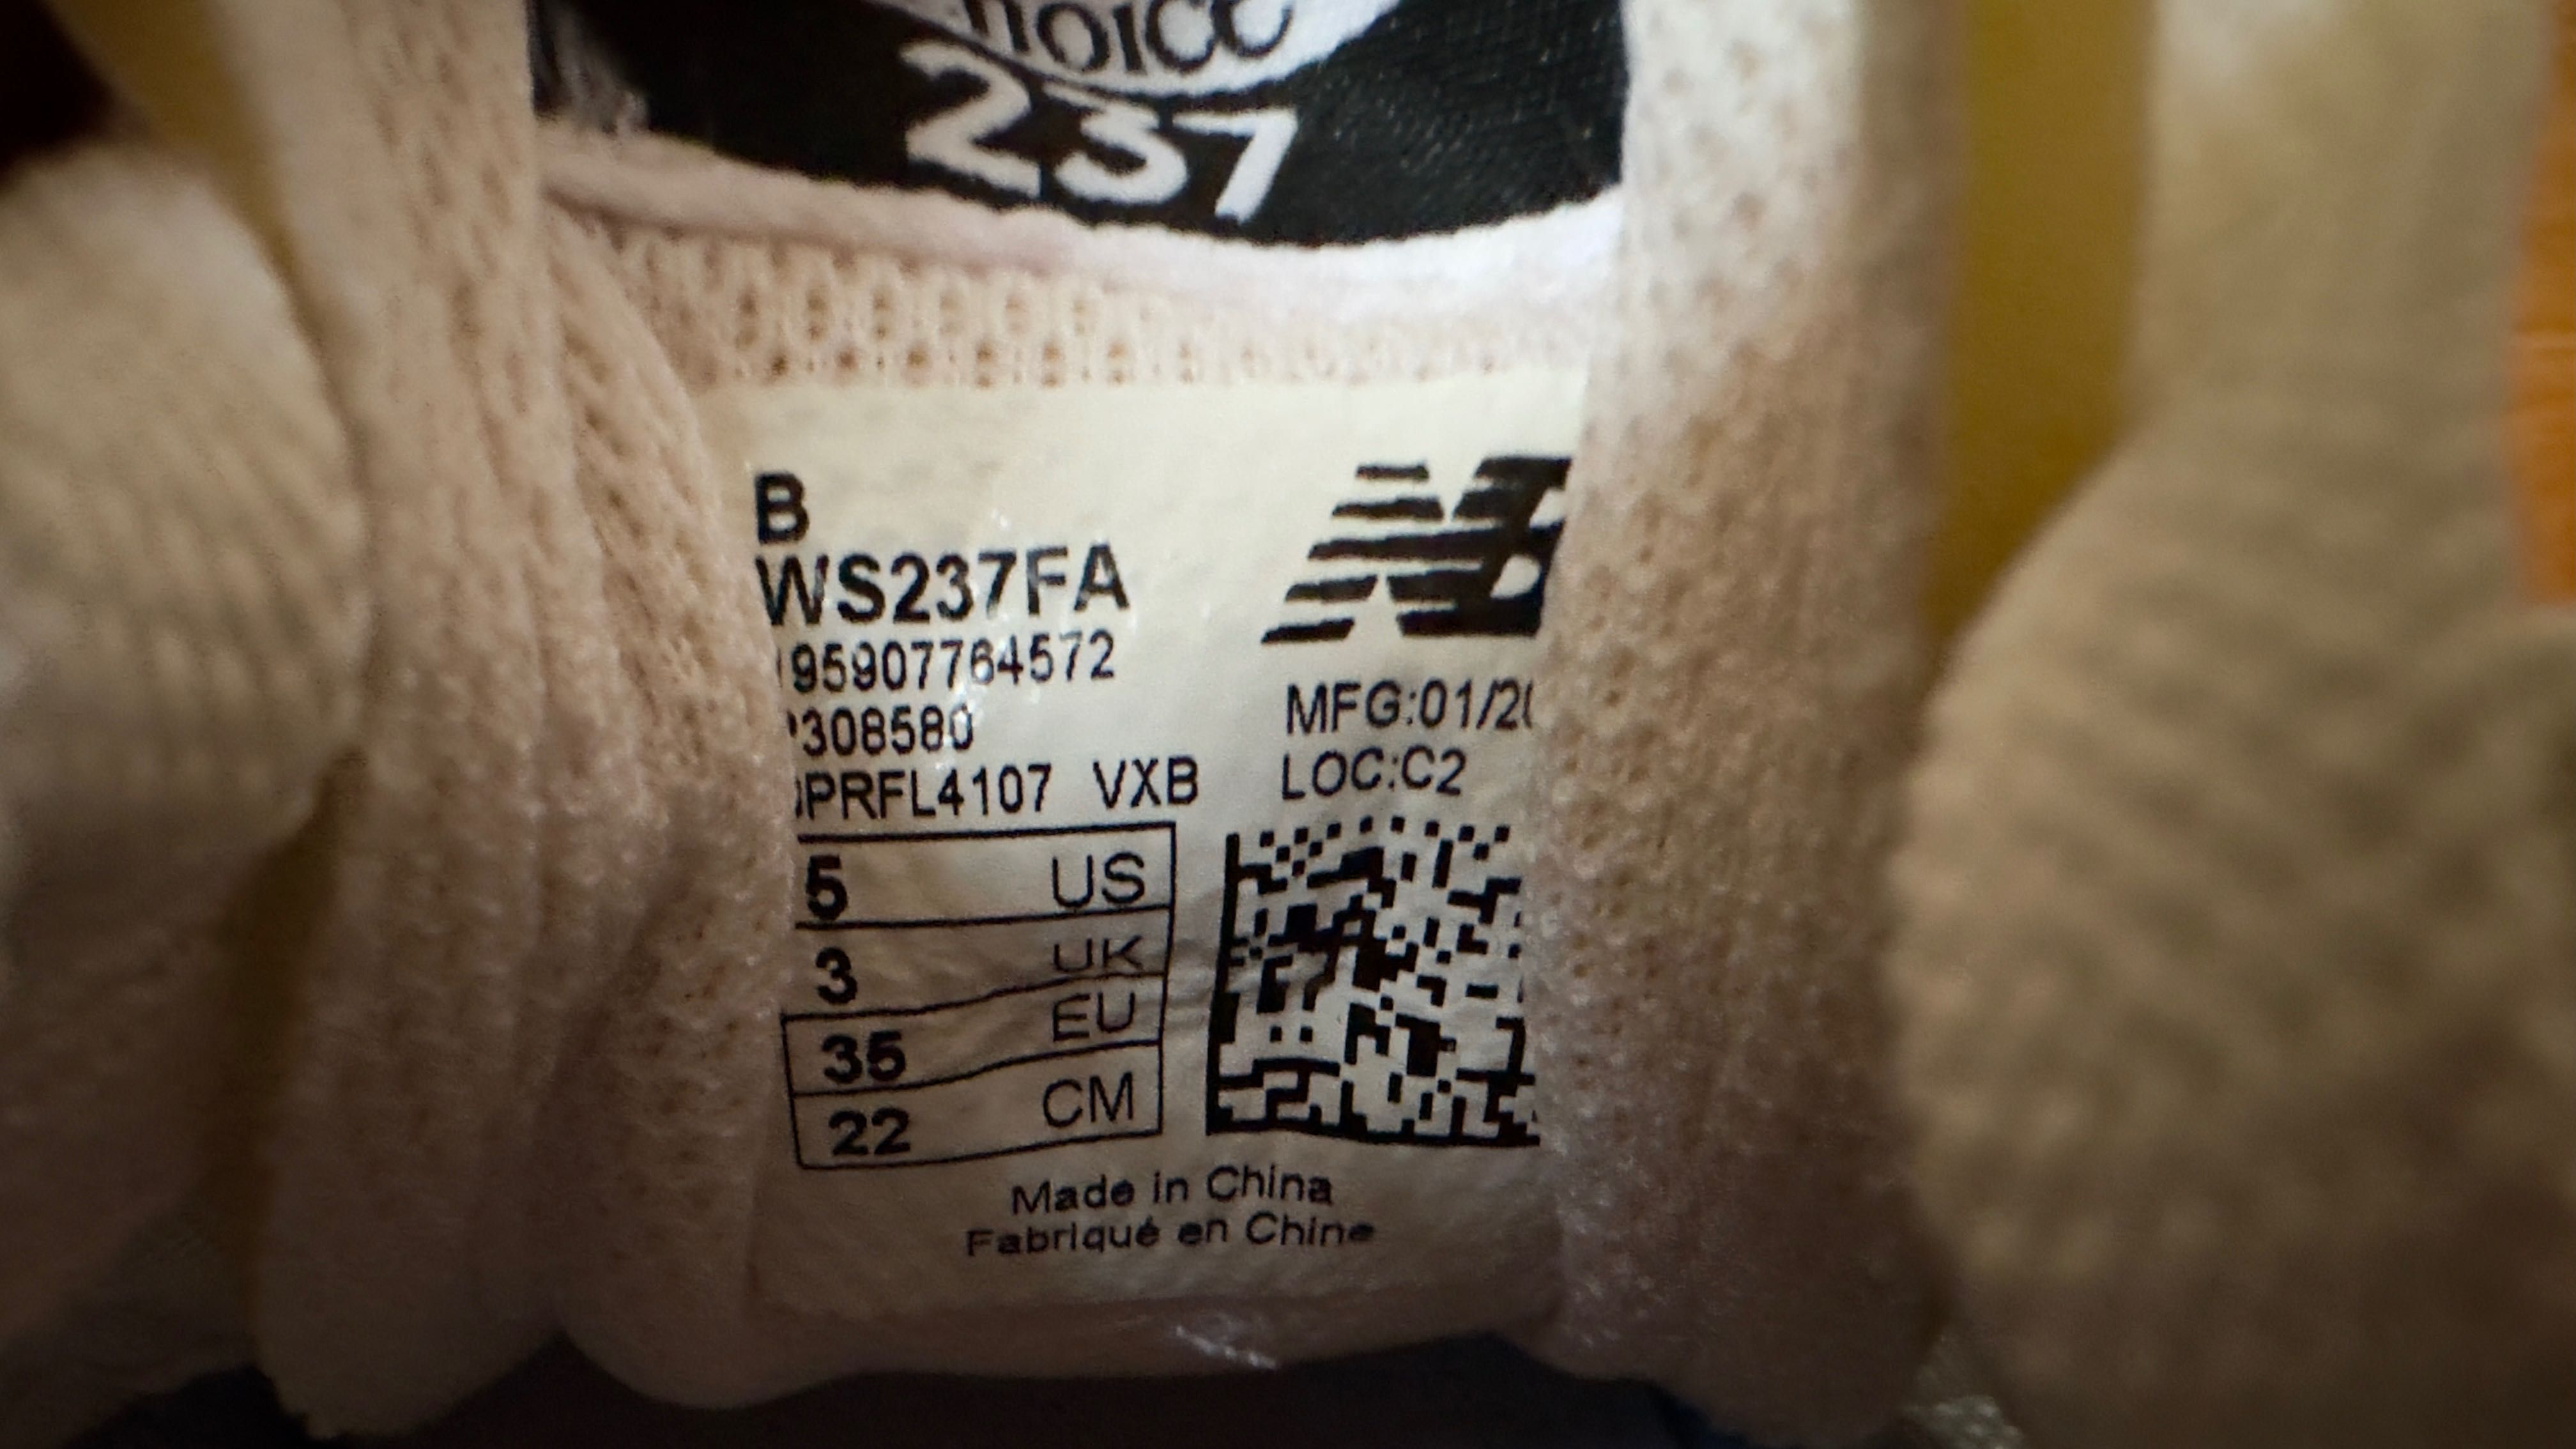 237
B
WS237FA
195907764572
308580
PRFL4107 VXB
MFG:01/2
LOC:C2
5 US
3 UK
35 EU
22 CM
Made in China
Fabriqué en Chine